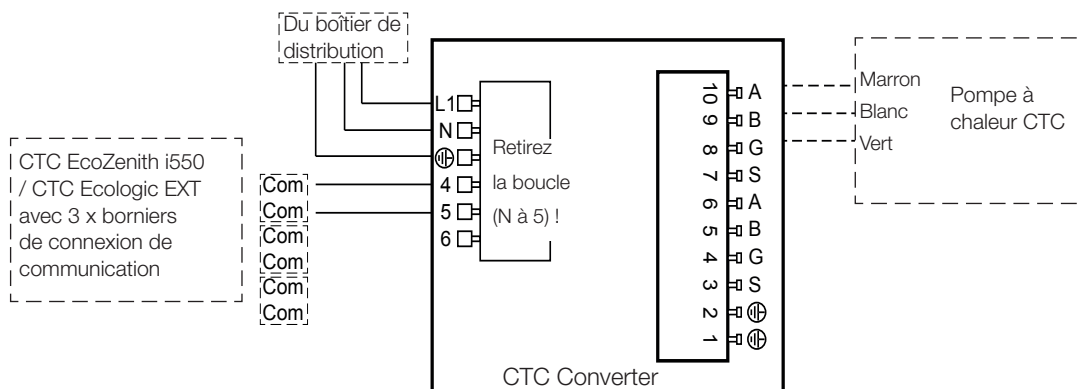 Du boîtier de
distribution
CTC EcoZenith i550
/ CTC Ecologic EXT
avec 3 x borniers
de connexion de
communication
Com
Com
Com
Com
Com
Com
L1
N
4
5
6
Retirez
la boucle
(N à 5) !
10 A
9 B
8 G
7 S
6 A
5 B
4 G
3 S
2
1
CTC Converter
Marron
Blanc
Vert
Pompe à
chaleur CTC